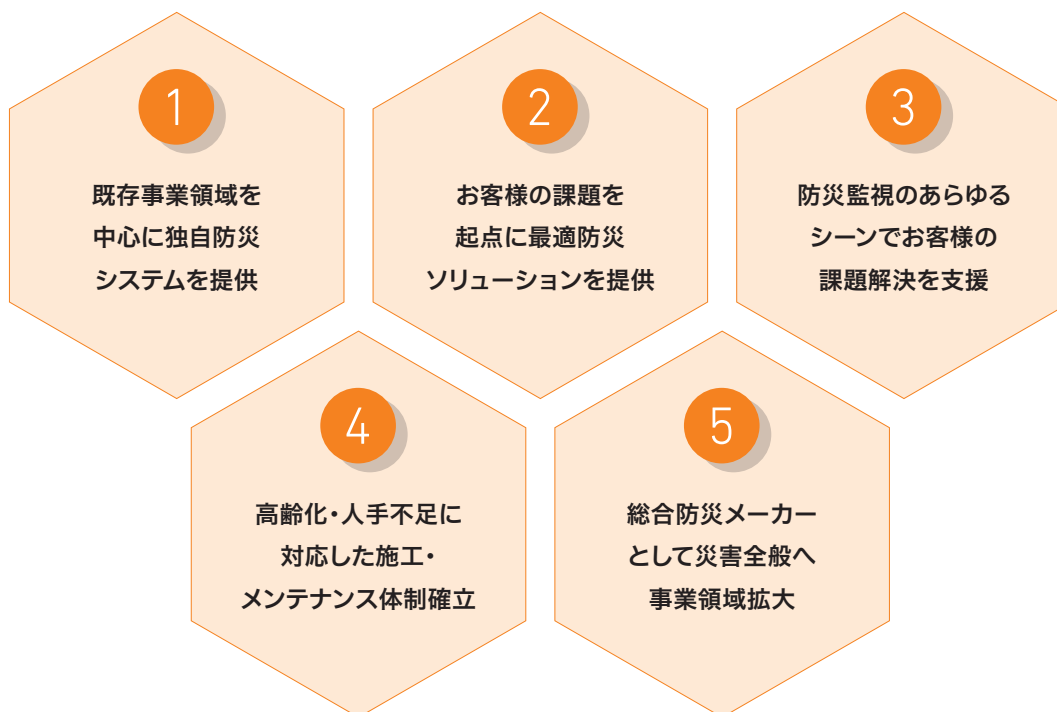 1
既存事業領域を
中心に独自防災
システムを提供
2
お客様の課題を
起点に最適防災
ソリューションを提供
3
防災監視のあらゆる
シーンでお客様の
課題解決を支援
4
高齢化・人手不足に
対応した施工・
メンテナンス体制確立
5
総合防災メーカー
として災害全般へ
事業領域拡大